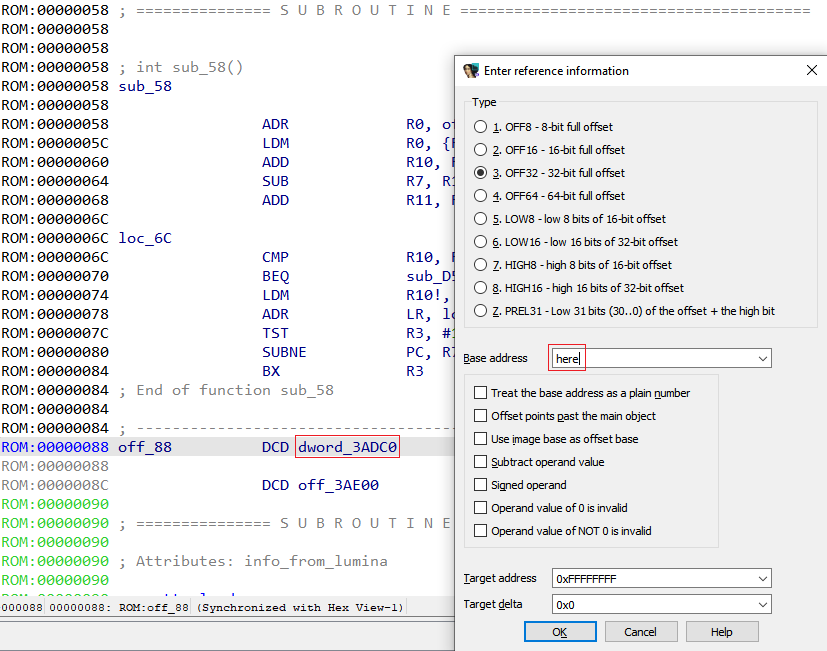 ROM:00000058 ; =============== S U B R O U T I N E =======================================
ROM:00000058
ROM:00000058
ROM:00000058 ; int sub_58()
ROM:00000058 sub_58
ROM:00000058
ROM:00000058 ADR R0, of
ROM:0000005C LDM R0, {
ROM:00000060 ADD R10,
ROM:00000064 SUB R7,
ROM:00000068 ADD R11,
ROM:0000006C
ROM:0000006C loc_6C
ROM:0000006C CMP R10,
ROM:00000070 BEQ sub_D
ROM:00000074 LDM R10!,
ROM:00000078 ADR LR, l
ROM:0000007C TST R3, #
ROM:00000080 SUBNE PC, R
ROM:00000084 BX R3
ROM:00000084 ; End of function sub_58
ROM:00000084
ROM:00000084 ; ---------------------------------
ROM:00000088 off_88 DCD dword_3ADC0
ROM:00000088
ROM:0000008C DCD off_3AE00
ROM:00000090
ROM:00000090 ; =============== S U B R O U T I N E
ROM:00000090
ROM:00000090 ; Attributes: info_from_lumina
ROM:00000090
000088 00000088: ROM:off_88 (Synchronized with Hex View-1)
Enter reference information
Type
1. OFF8 - 8-bit full offset
2. OFF16 - 16-bit full offset
3. OFF32 - 32-bit full offset
4. OFF64 - 64-bit full offset
5. LOW8 - low 8 bits of 16-bit offset
6. LOW16 - low 16 bits of 32-bit offset
7. HIGH8 - high 8 bits of 16-bit offset
8. HIGH16 - high 16 bits of 32-bit offset
Z. PREL31 - Low 31 bits (30..0) of the offset + the high bit
Base address here
Treat the base address as a plain number
Offset points past the main object
Use image base as offset base
Subtract operand value
Signed operand
Operand value of 0 is invalid
Operand value of NOT 0 is invalid
Target address 0xFFFFFFFF
Target delta 0x0
OK Cancel Help